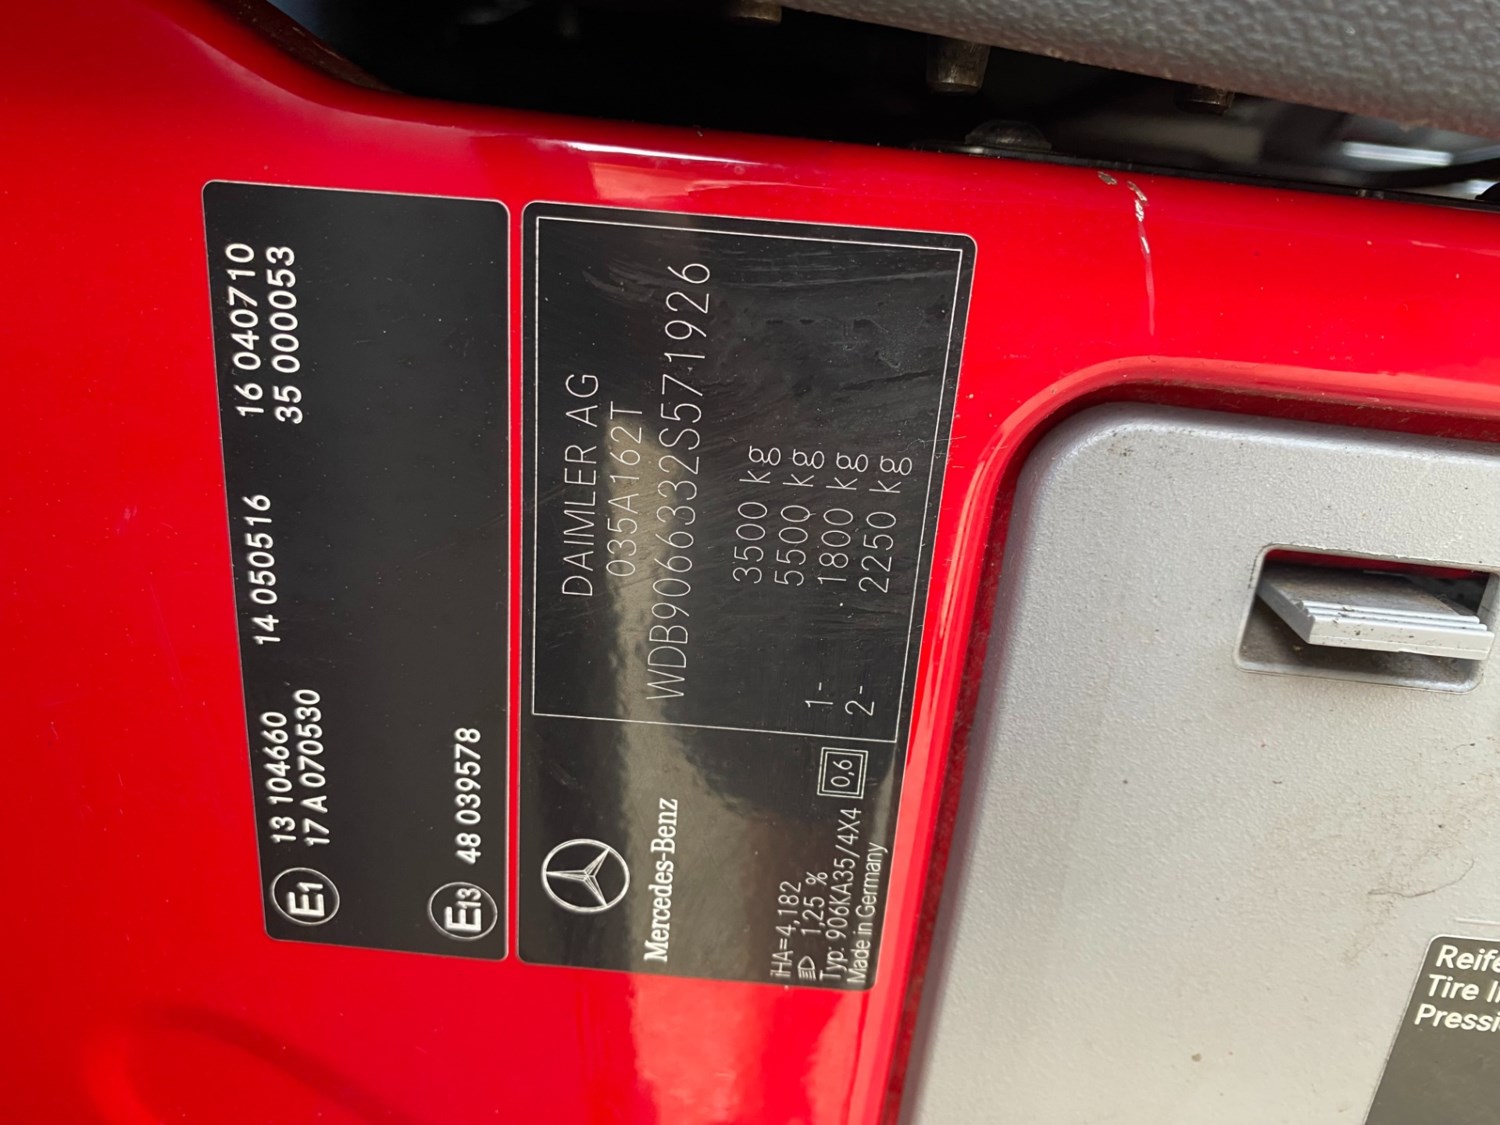 E1
13 104660 14 050516 16 040710
17 A 070530 35 000053
E13 48 039578
DAIMLER AG
035A162T
WDB9066332S571926
3500 kg
5500 kg
1- 1800 kg
2- 2250 kg
Mercedes-Benz
iHA=4,182
1,25 %
0,6
Typ: 906KA35/4X4
Made in Germany
Reife
Tire I
Pressi